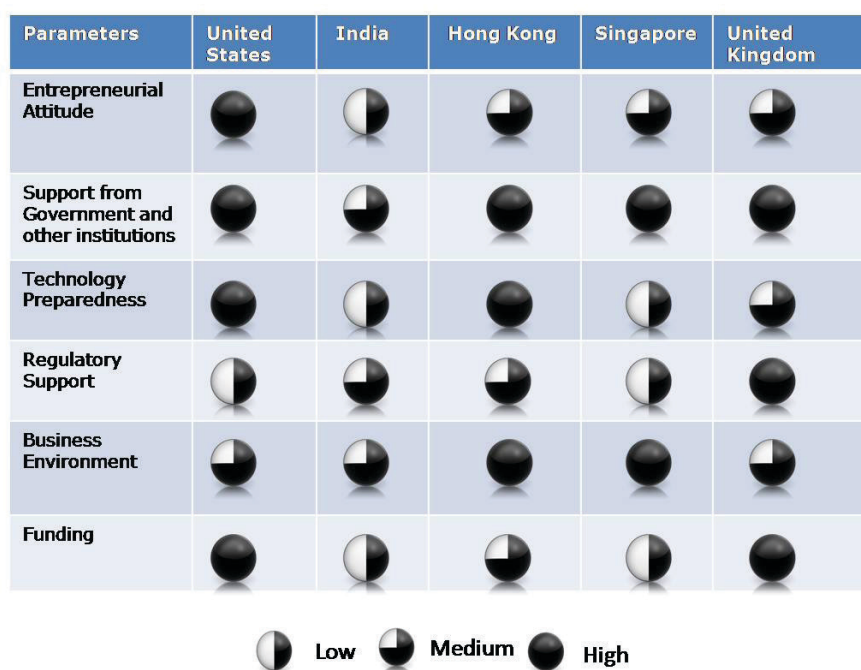 Parameters
United
States
India
Hong Kong
Singapore
United
Kingdom
Entrepreneurial
Attitude
Support from
Government and
other institutions
Technology
Preparedness
Regulatory
Support
Business
Environment
Funding
Low
Medium
High